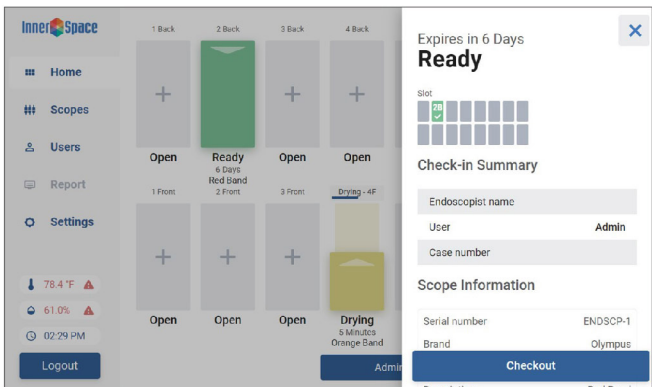 InnerSpace
Home
Scopes
Users
Report
Settings
78.4 °F
61.0%
02:29 PM
Logout
1 Back
2 Back
3 Back
4 Back
Open
Ready
Open
Open
6 Days
Red Band
1 Front
2 Front
3 Front
Drying - 4F
Open
Open
Open
Drying
5 Minutes
Orange Band
Admi
Expires in 6 Days
Ready
Slot
2B
Check-in Summary
Endoscopist name
User Admin
Case number
Scope Information
Serial number ENDSCP-1
Brand Olympus
Checkout